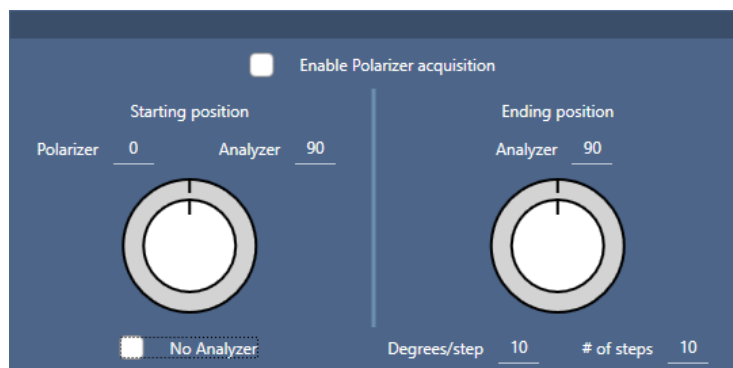 Enable Polarizer acquisition
Starting position
Polarizer 0 Analyzer 90
No Analyzer
Ending position
Analyzer 90
Degrees/step 10 # of steps 10